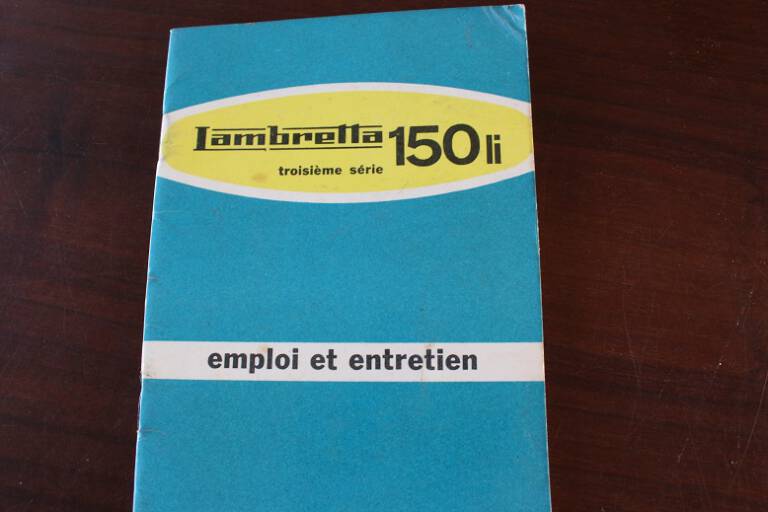 Lambretta 150 li
troisième série
emploi et entretien